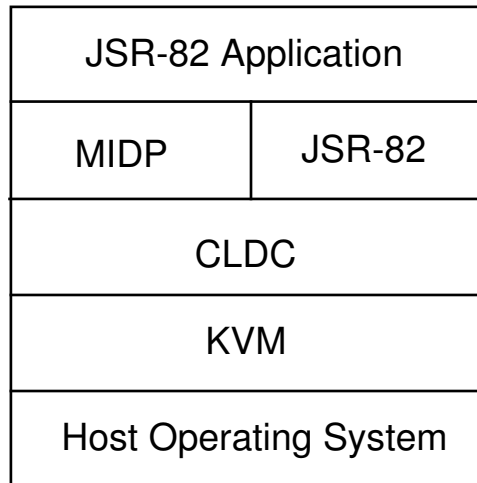 JSR-82 Application
MIDP
JSR-82
CLDC
KVM
Host Operating System